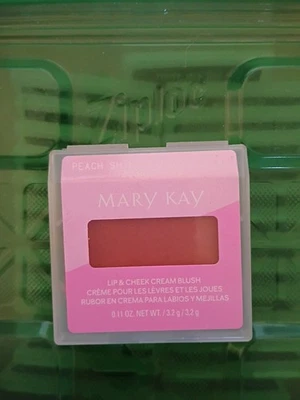 Ziploc
PEACH SH
MARY KAY
LIP & CHEEK CREAM BLUSH
CRÈME POUR LES LÈVRES ET LES JOUES
RUBOR EN CREMA PARA LABIOS Y MEJILLAS
0.11 OZ. NET WT. / 3.2 g / 3,2 g